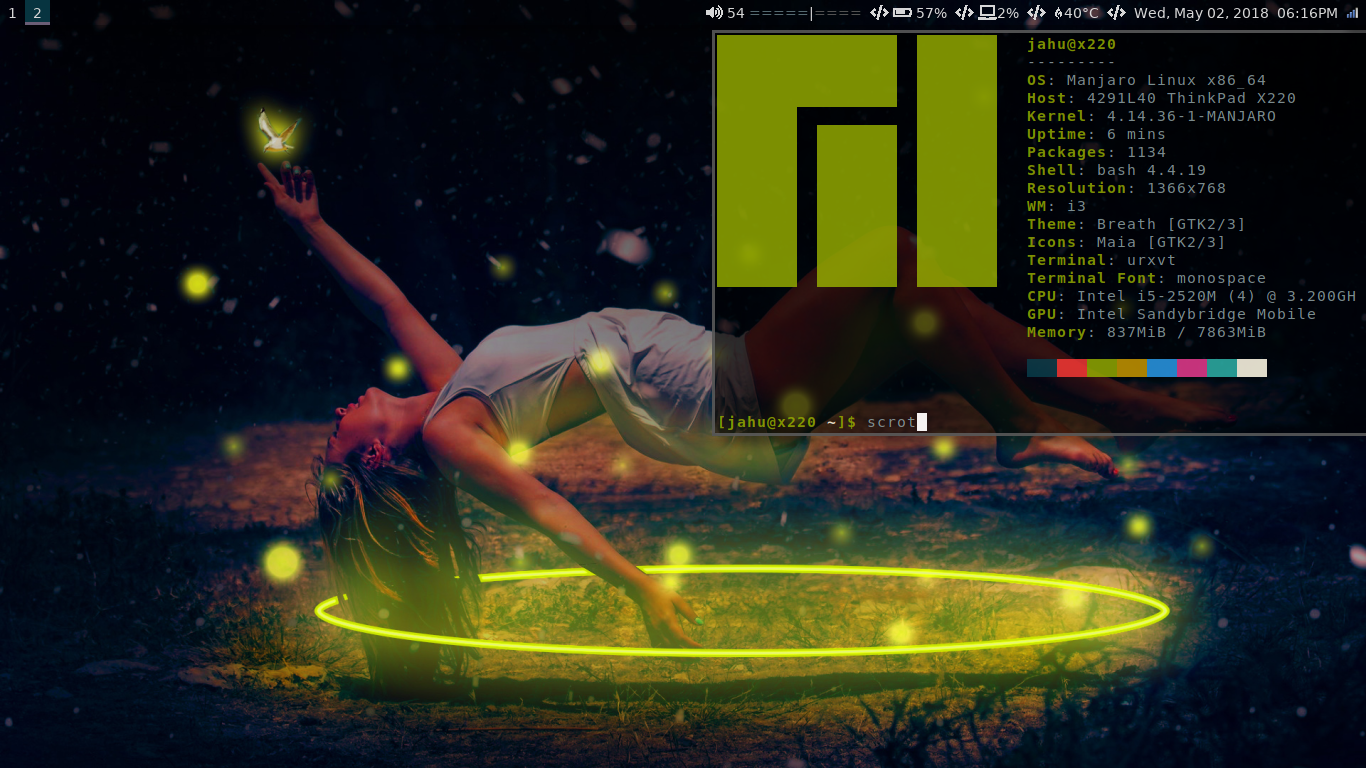 1 2 54 =====|==== 57% 2% 40°C Wed, May 02, 2018 06:16PM
jahu@x220
---------
OS: Manjaro Linux x86_64
Host: 4291L40 ThinkPad X220
Kernel: 4.14.36-1-MANJARO
Uptime: 6 mins
Packages: 1134
Shell: bash 4.4.19
Resolution: 1366x768
WM: i3
Theme: Breath [GTK2/3]
Icons: Maia [GTK2/3]
Terminal: urxvt
Terminal Font: monospace
CPU: Intel i5-2520M (4) @ 3.200GH
GPU: Intel Sandybridge Mobile
Memory: 837MiB / 7863MiB
[jahu@x220 ~]$ scrot